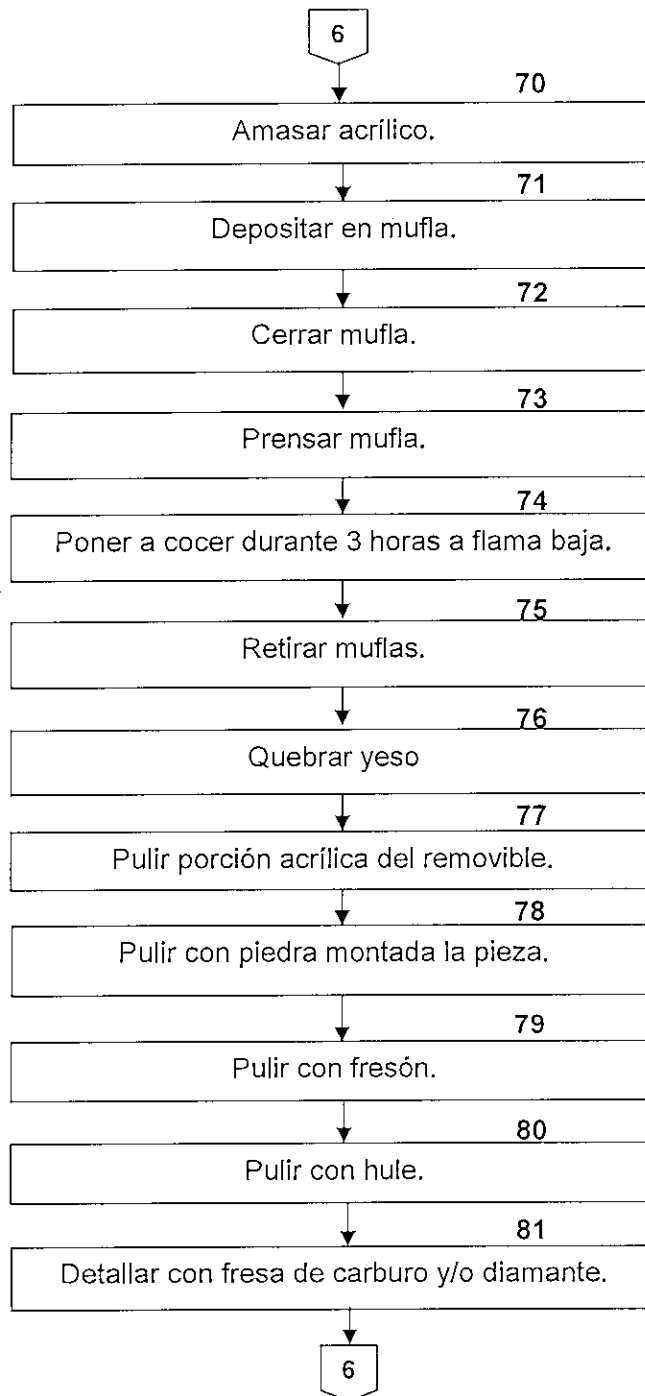 6
70
Amasar acrílico.
71
Depositar en mufla.
72
Cerrar mufla.
73
Prensar mufla.
74
Poner a cocer durante 3 horas a flama baja.
75
Retirar muflas.
76
Quebrar yeso
77
Pulir porción acrílica del removible.
78
Pulir con piedra montada la pieza.
79
Pulir con fresón.
80
Pulir con hule.
81
Detallar con fresa de carburo y/o diamante.
6